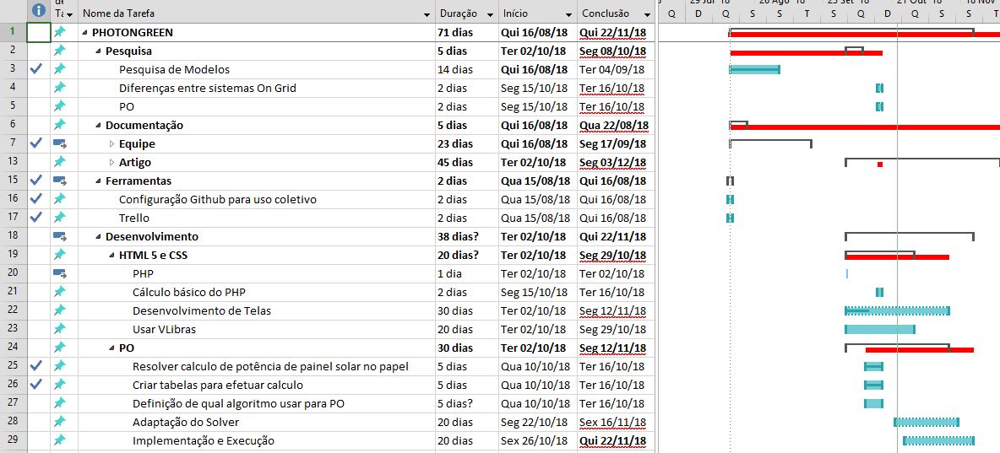 de
29 Jul '18 26 Ago '18 23 Set '18 21 Out '18 18 Nov
Ta Nome da Tarefa Duração Início Conclusão Q D Q S S T S Q D Q S S T
1 PHOTONGREEN 71 dias Qui 16/08/18 Qui 22/11/18
2 Pesquisa 5 dias Ter 02/10/18 Seg 08/10/18
3 Pesquisa de Modelos 14 dias Qui 16/08/18 Ter 04/09/18
4 Diferenças entre sistemas On Grid 2 dias Seg 15/10/18 Ter 16/10/18
5 PO 2 dias Seg 15/10/18 Ter 16/10/18
6 Documentação 5 dias Qui 16/08/18 Qua 22/08/18
7 Equipe 23 dias Qui 16/08/18 Seg 17/09/18
13 Artigo 45 dias Ter 02/10/18 Seg 03/12/18
15 Ferramentas 2 dias Qua 15/08/18 Qui 16/08/18
16 Configuração Github para uso coletivo 2 dias Qua 15/08/18 Qui 16/08/18
17 Trello 2 dias Qua 15/08/18 Qui 16/08/18
18 Desenvolvimento 38 dias? Ter 02/10/18 Qui 22/11/18
19 HTML 5 e CSS 20 dias? Ter 02/10/18 Seg 29/10/18
20 PHP 1 dia Ter 02/10/18 Ter 02/10/18
21 Cálculo básico do PHP 2 dias Seg 15/10/18 Ter 16/10/18
22 Desenvolvimento de Telas 30 dias Ter 02/10/18 Seg 12/11/18
23 Usar VLibras 20 dias Ter 02/10/18 Seg 29/10/18
24 PO 30 dias Ter 02/10/18 Seg 12/11/18
25 Resolver calculo de potência de painel solar no papel 5 dias Qua 10/10/18 Ter 16/10/18
26 Criar tabelas para efetuar calculo 5 dias Qua 10/10/18 Ter 16/10/18
27 Definição de qual algoritmo usar para PO 5 dias? Qua 10/10/18 Ter 16/10/18
28 Adaptação do Solver 20 dias Seg 22/10/18 Sex 16/11/18
29 Implementação e Execução 20 dias Sex 26/10/18 Qui 22/11/18